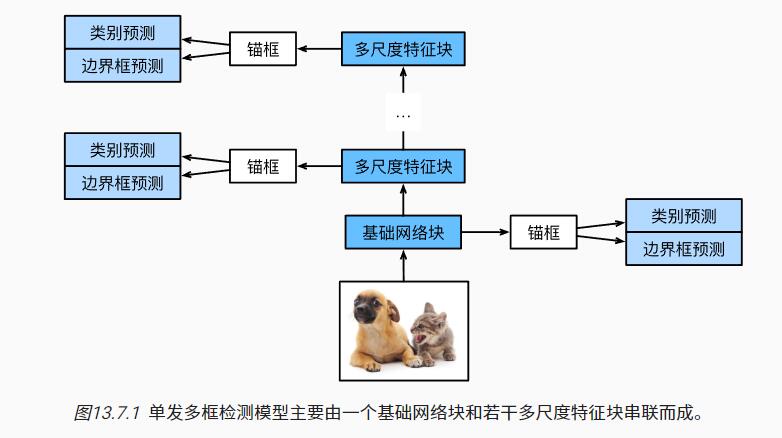 类别预测
边界框预测
锚框
多尺度特征块
...
类别预测
边界框预测
锚框
多尺度特征块
基础网络块
锚框
类别预测
边界框预测
图13.7.1 单发多框检测模型主要由一个基础网络块和若干多尺度特征块串联而成。